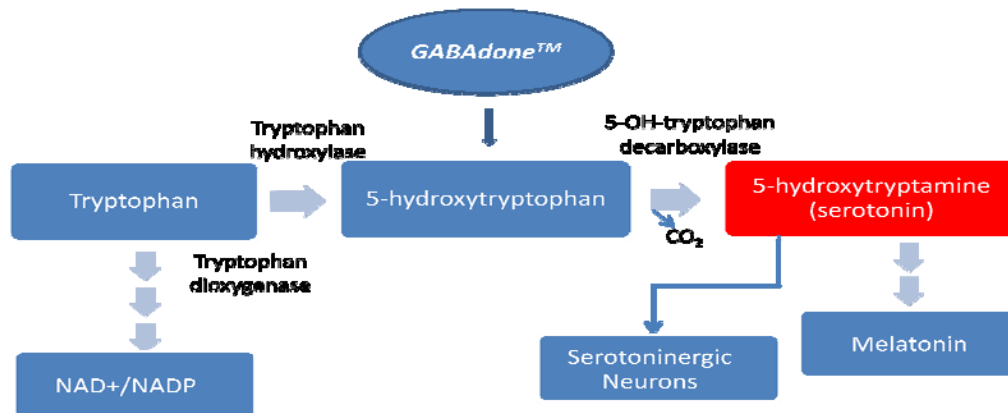 GABAdone™
Tryptophan
hydroxylase
5-OH-tryptophan
decarboxylase
Tryptophan
5-hydroxytryptophan
5-hydroxytryptamine
(serotonin)
CO₂
Tryptophan
dioxygenase
NAD+/NADP
Serotoninergic
Neurons
Melatonin